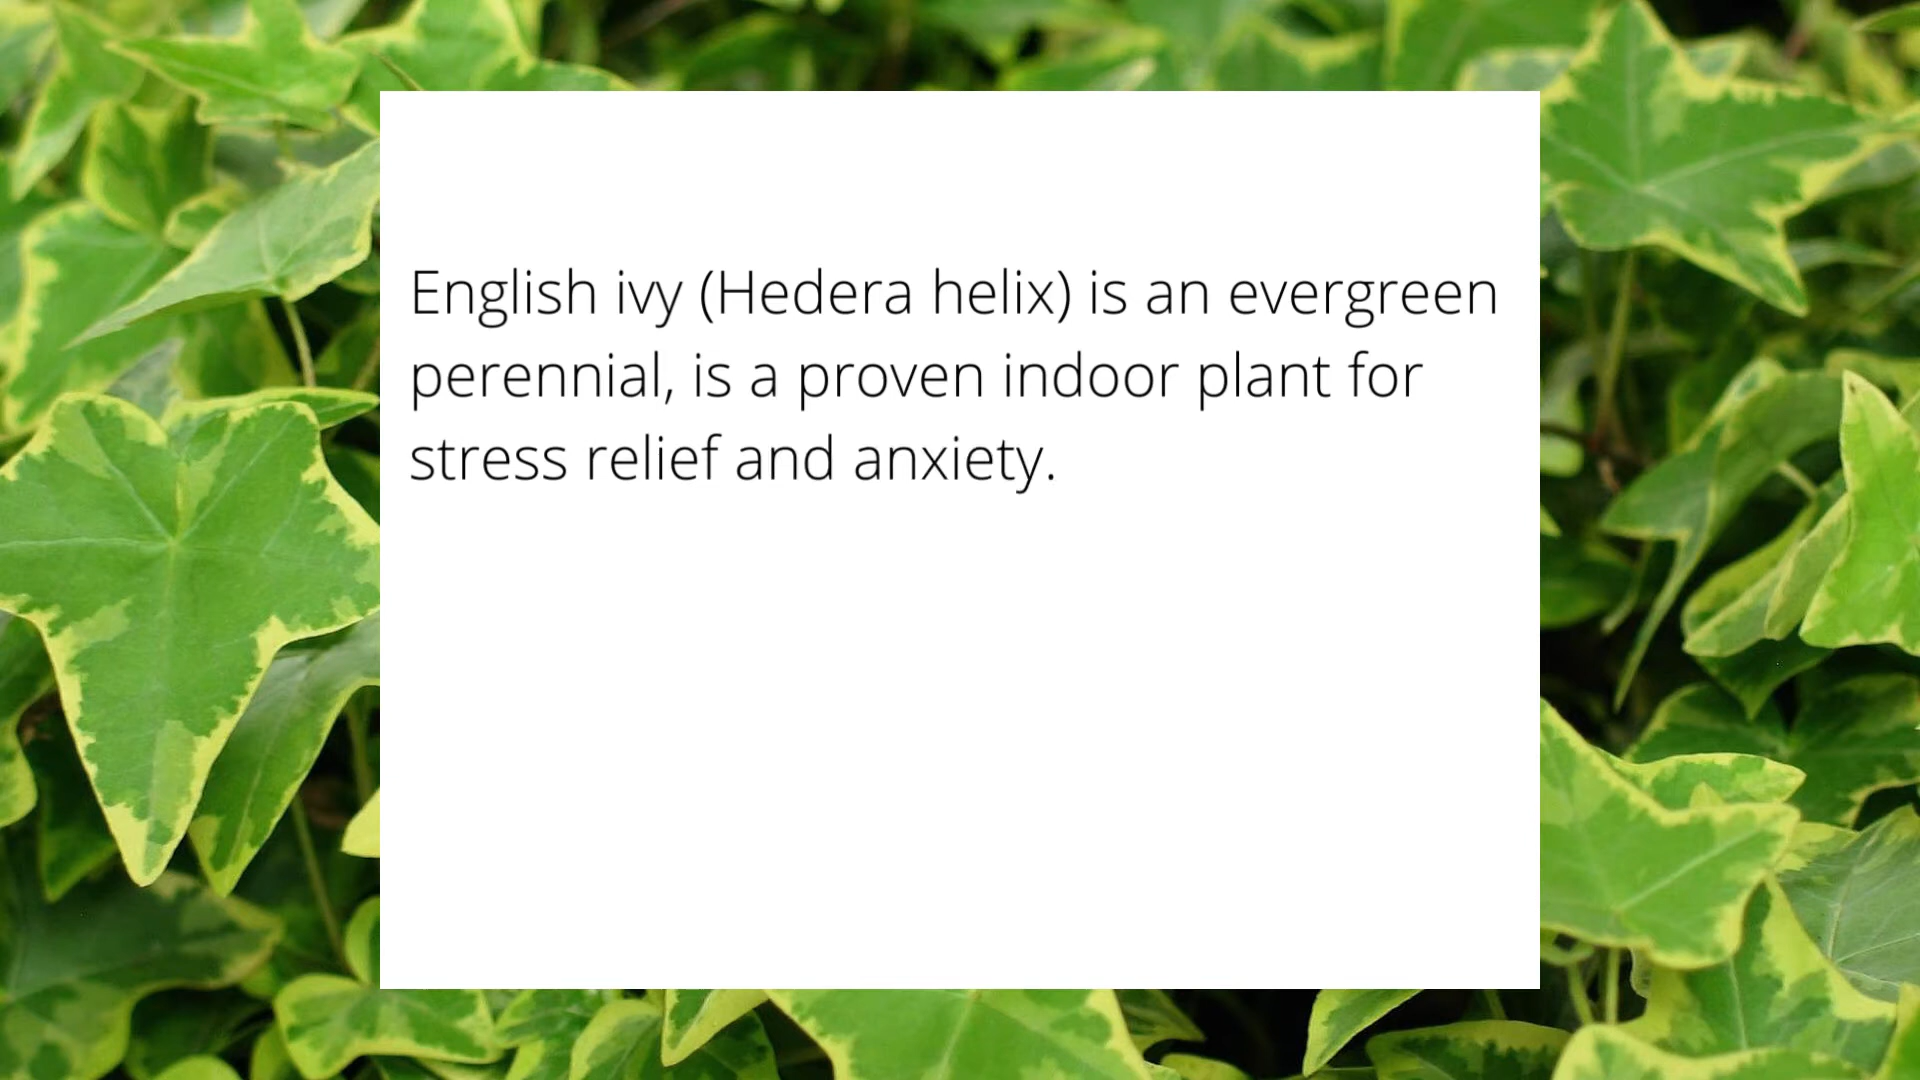 English ivy (Hedera helix) is an evergreen
perennial, is a proven indoor plant for
stress relief and anxiety.